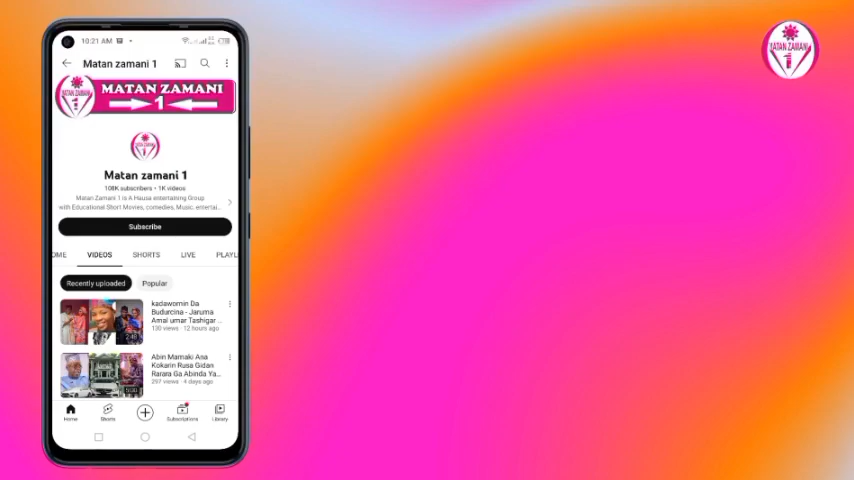 10:21 AM
Matan zamani 1
MATAN ZAMANI
1
Matan zamani 1
108K subscribers • 1K videos
Matan Zamani 1 is A Hausa entertaining Group
with Educational Short Movies, comedies, Music, entertai...
Subscribe
OME VIDEOS SHORTS LIVE PLAYL
Recently uploaded Popular
kadawomin Da
Budurcina - Jaruma
Amal umar Tashigar ...
130 views · 12 hours ago
2:48
Abin Mamaki Ana
Kokarin Rusa Gidan
Rarara Ga Abinda Ya...
297 views · 4 days ago
5:00
Home Shorts Subscriptions Library
MATAN ZAMANI
1